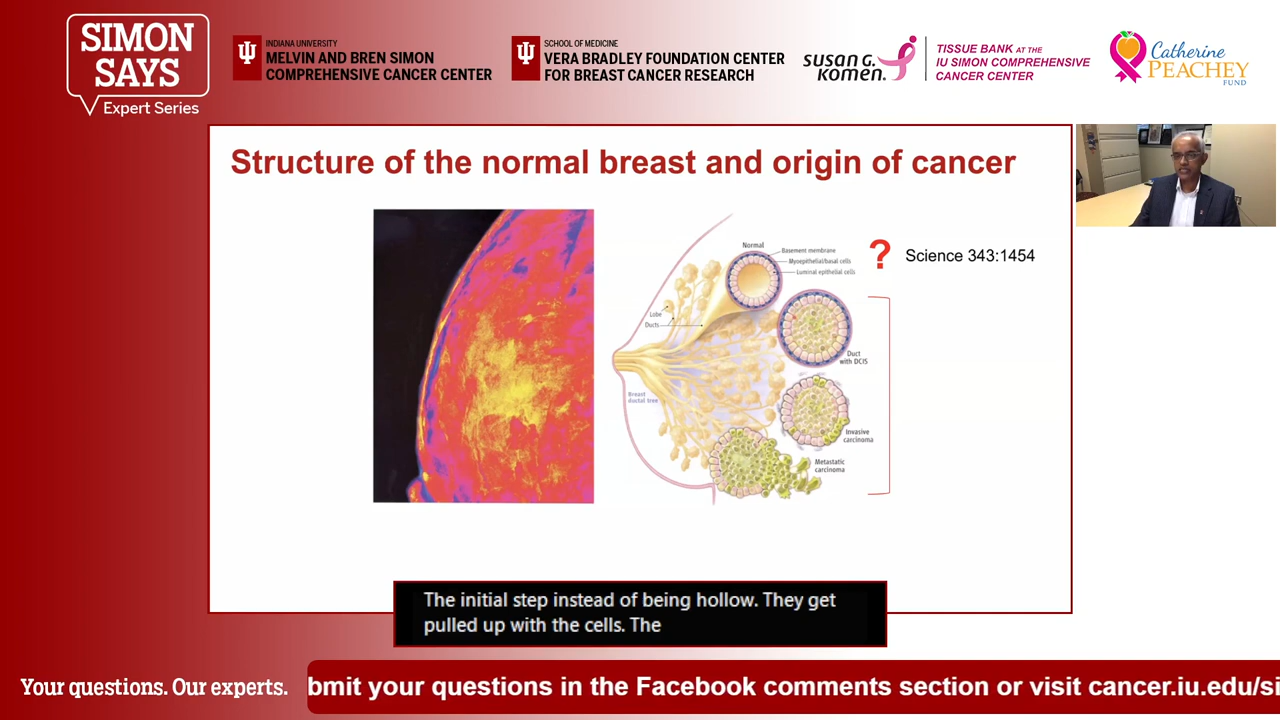 SIMON
SAYS
Expert Series
INDIANA UNIVERSITY
MELVIN AND BREN SIMON
COMPREHENSIVE CANCER CENTER
SCHOOL OF MEDICINE
VERA BRADLEY FOUNDATION CENTER
FOR BREAST CANCER RESEARCH
susan G.
komen.
TISSUE BANK AT THE
IU SIMON COMPREHENSIVE
CANCER CENTER
Catherine
PEACHEY
FUND
Structure of the normal breast and origin of cancer
Normal
Basement membrane
Myoepithelial/basal cells
Luminal epithelial cells
? Science 343:1454
Lobe
Ducts
Duct
with DCIS
Breast
ductal tree
Invasive
carcinoma
Metastatic
carcinoma
The initial step instead of being hollow. They get
pulled up with the cells. The
Your questions. Our experts.
bmit your questions in the Facebook comments section or visit cancer.iu.edu/si